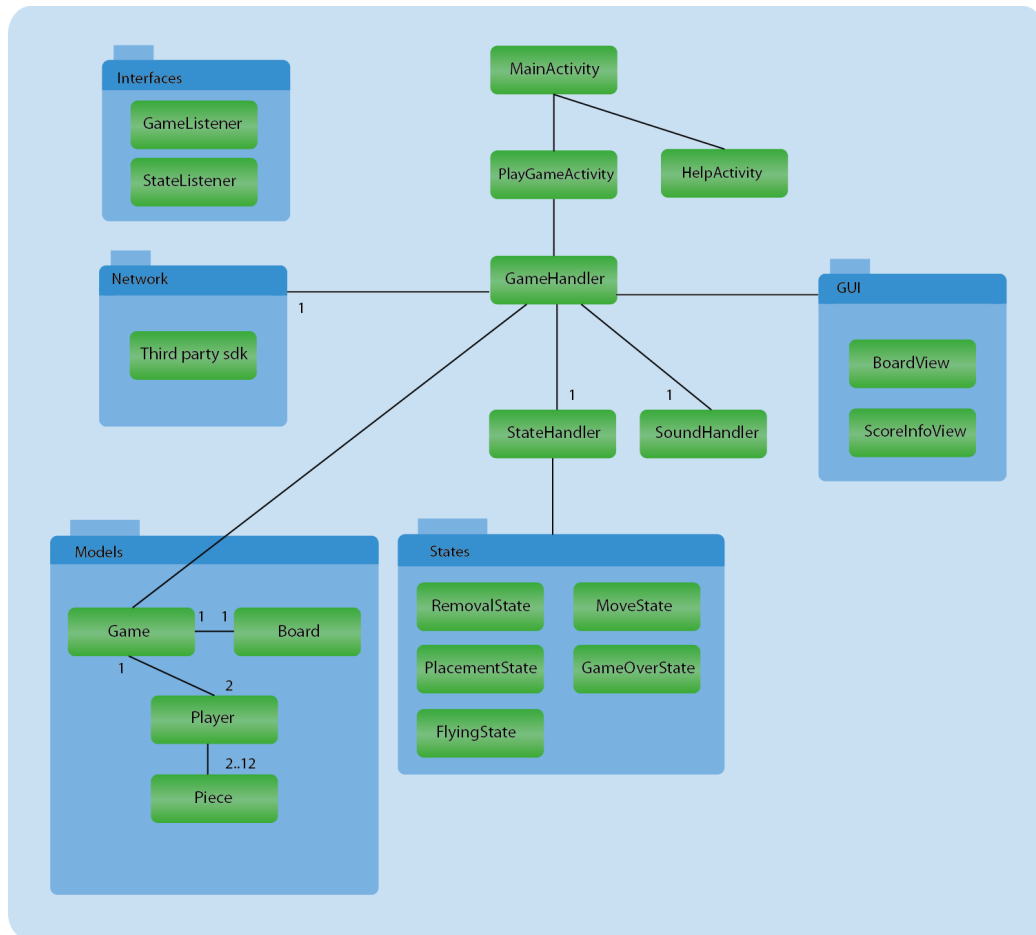 Interfaces
GameListener
StateListener
MainActivity
PlayGameActivity
HelpActivity
Network
1
Third party sdk
GameHandler
GUI
BoardView
ScoreInfoView
1
1
StateHandler
SoundHandler
Models
Game
1
1
Board
1
2
Player
2..12
Piece
States
RemovalState
MoveState
PlacementState
GameOverState
FlyingState